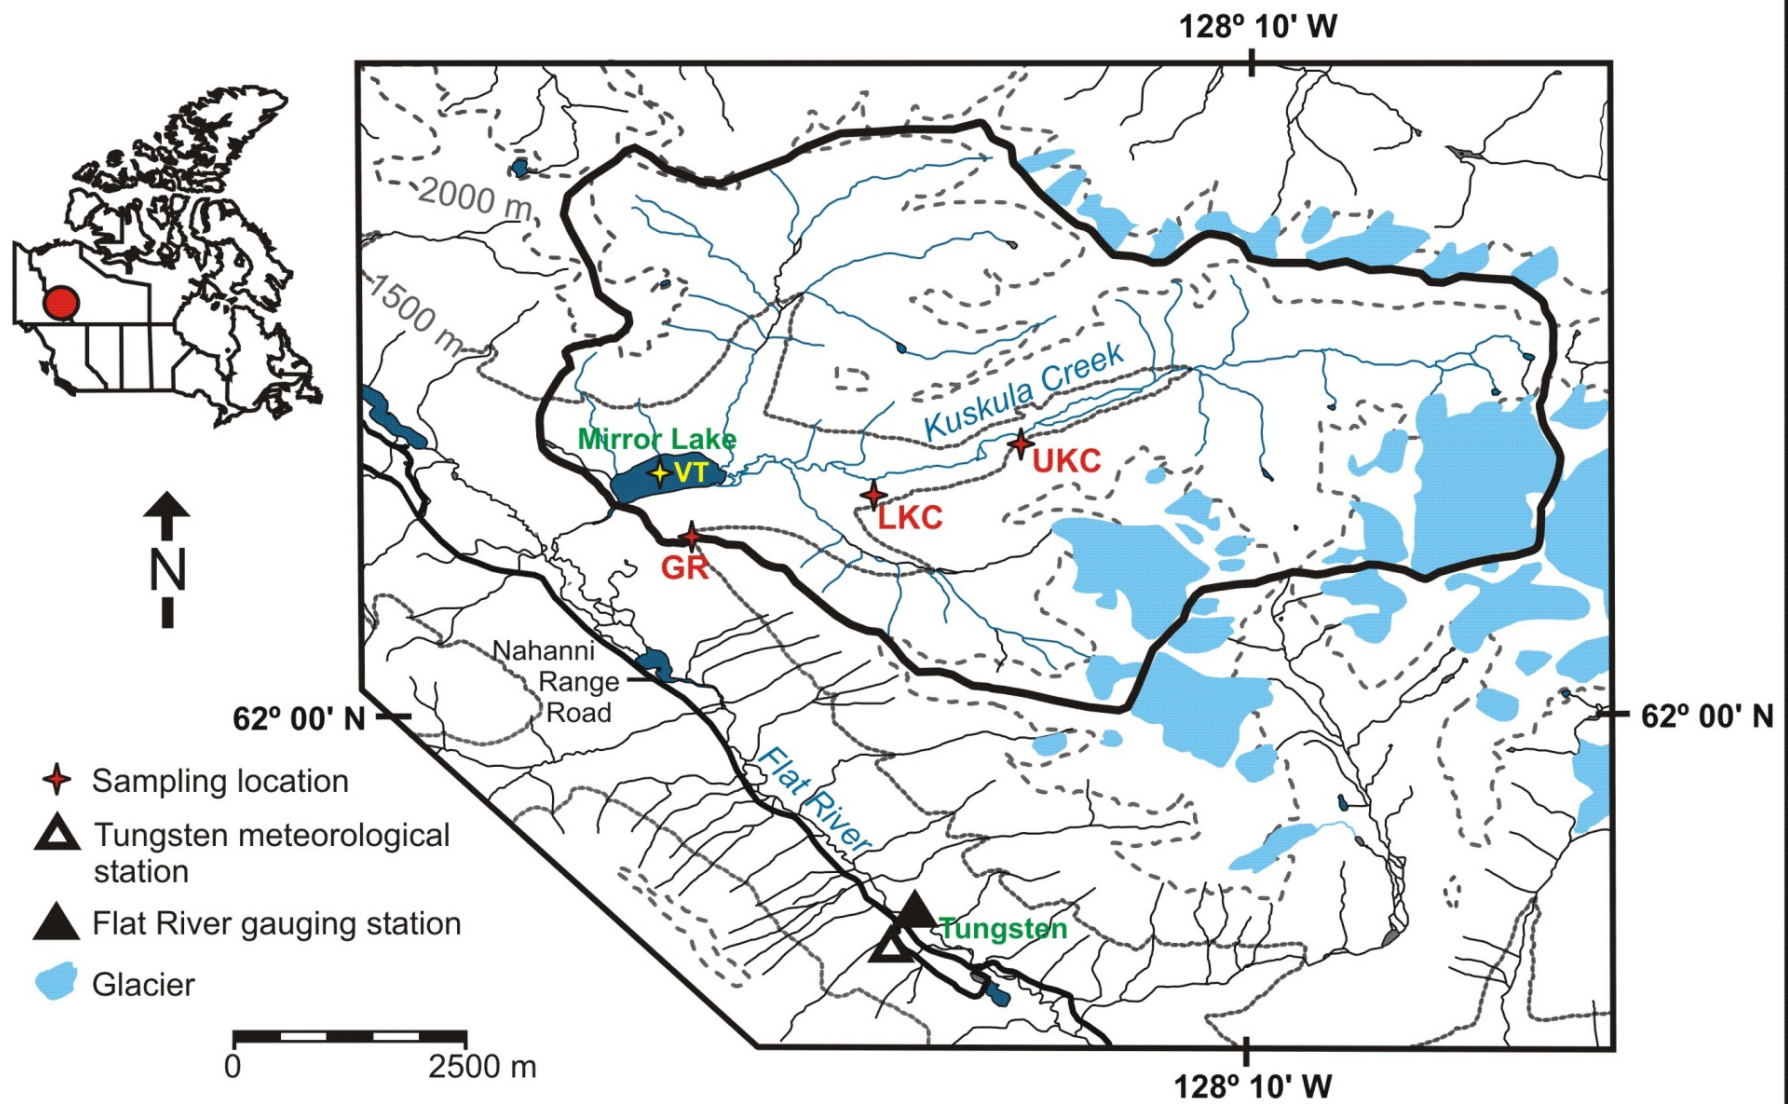 128º 10' W
2000 m
1500 m
Kuskula Creek
Mirror Lake
VT
UKC
LKC
GR
N
Nahanni
Range
Road
62º 00' N
62º 00' N
Flat River
Sampling location
Tungsten meteorological
station
Flat River gauging station
Tungsten
Glacier
0 2500 m
128º 10' W